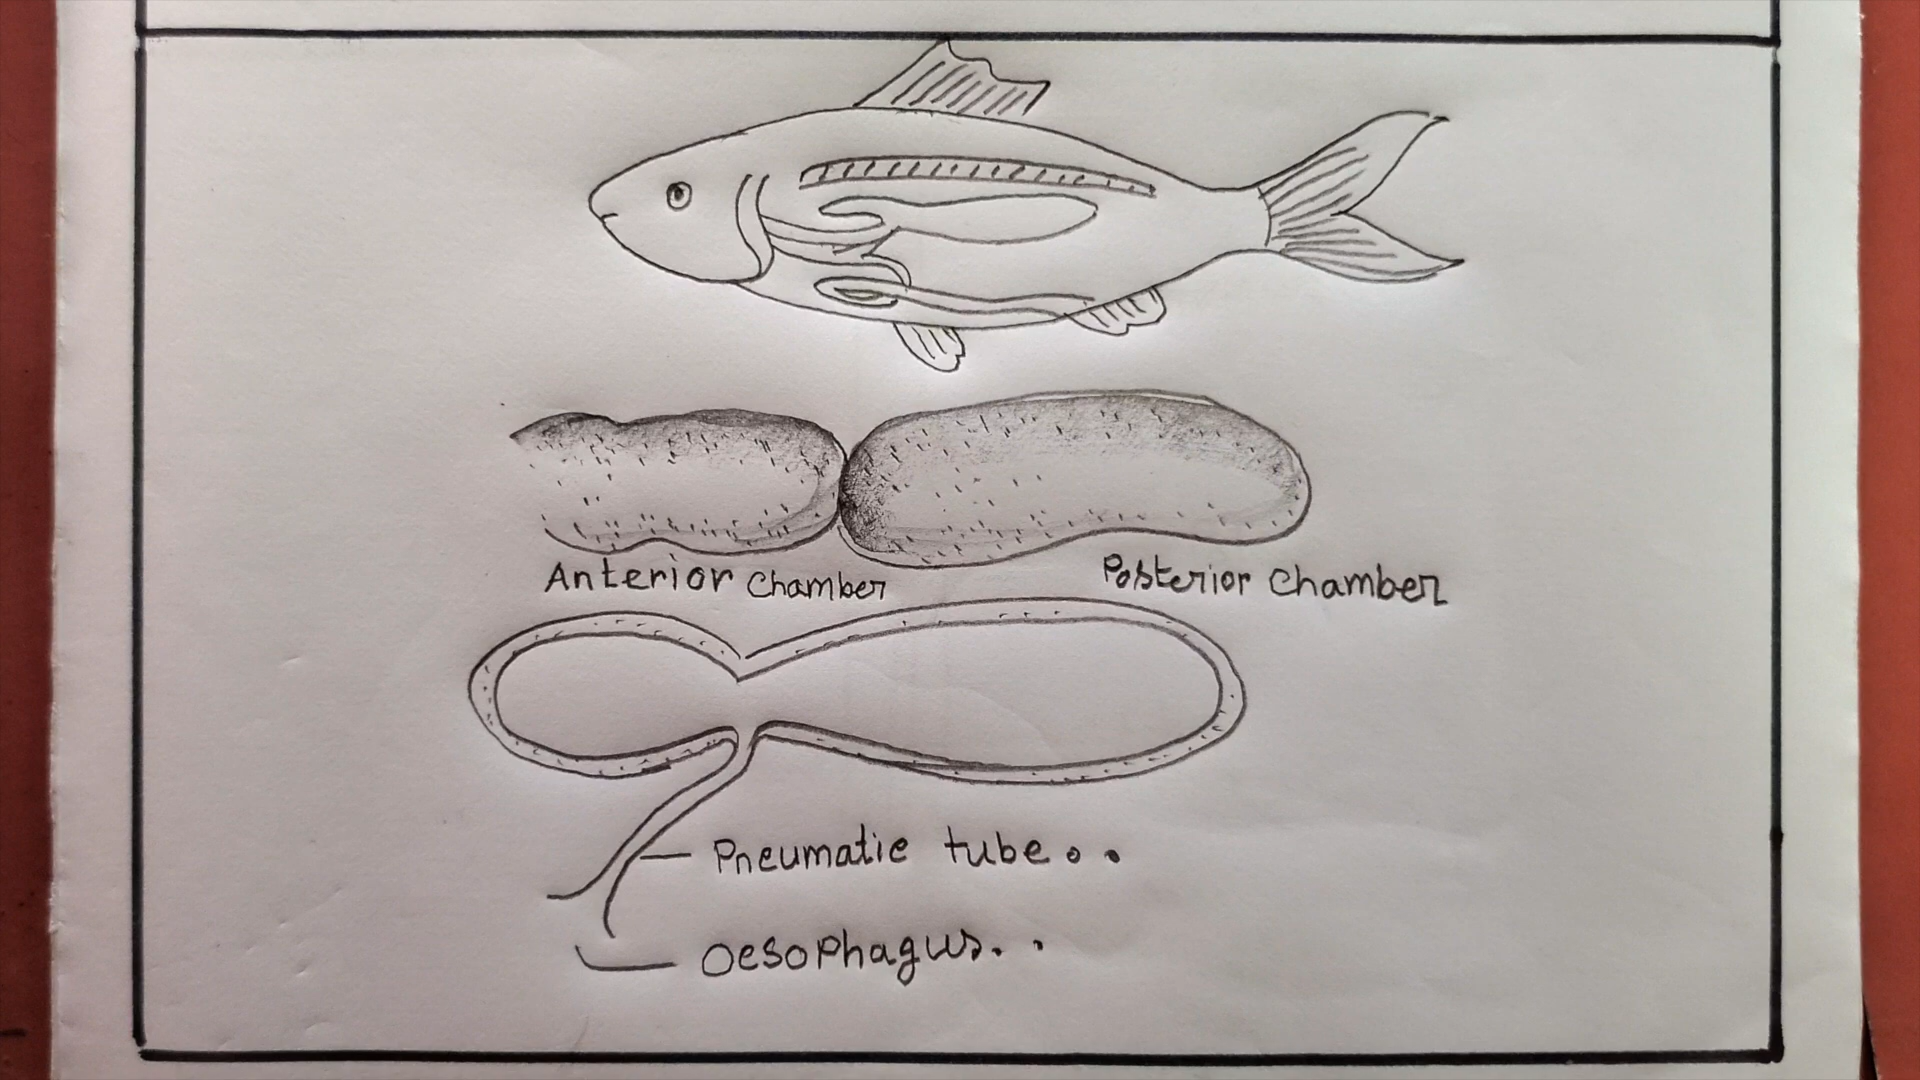 Anterior chamber
Posterior chamber
Pneumatic tube..
Oesophagus..